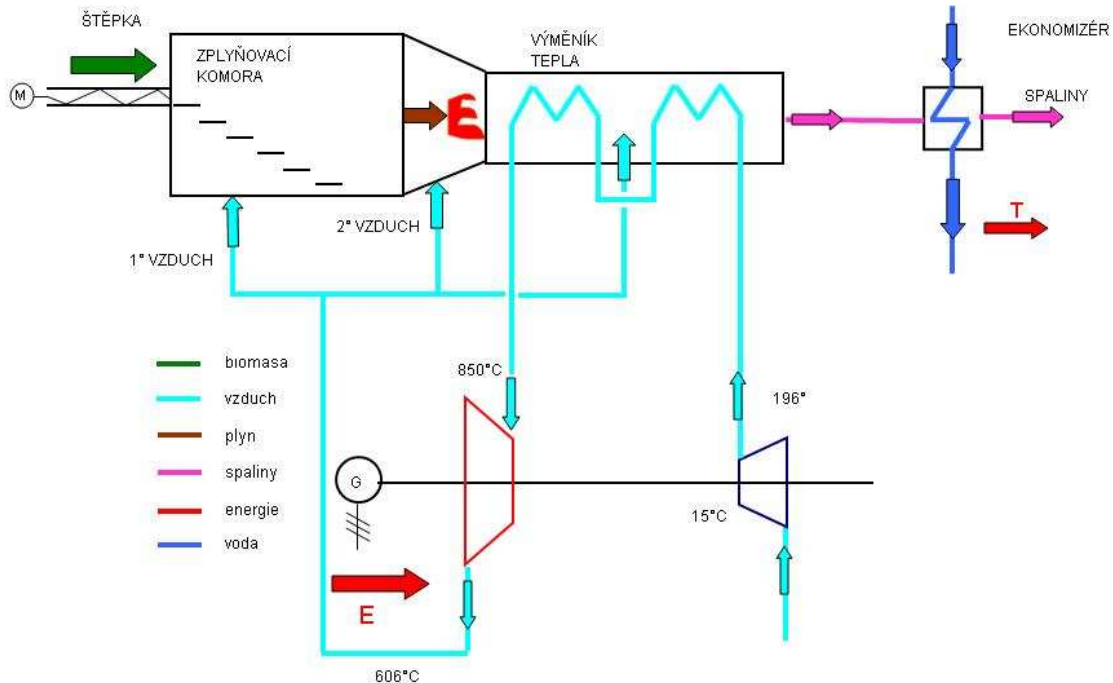 ŠTĚPKA
M
ZPLYŇOVACÍ
KOMORA
VÝMĚNÍK
TEPLA
EKONOMIZÉR
SPALINY
T
1° VZDUCH
2° VZDUCH
850°C
196°
15°C
biomasa
vzduch
plyn
spaliny
energie
voda
G
E
606°C